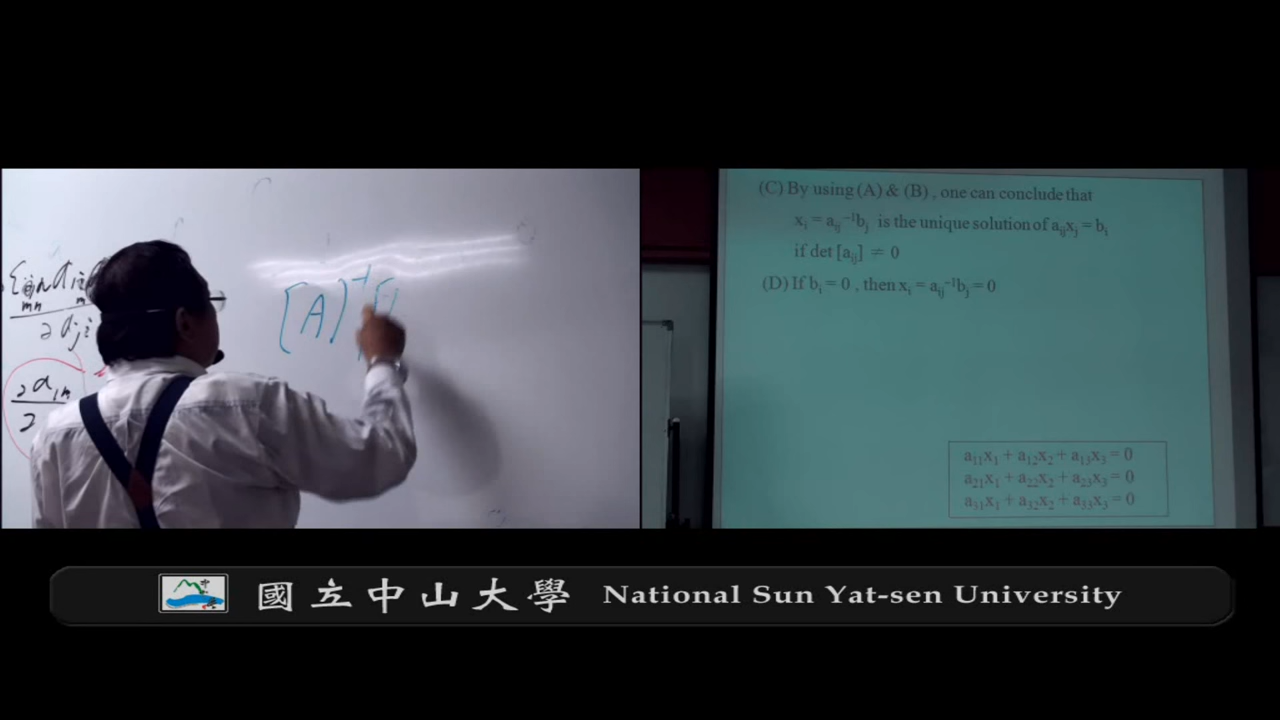 [A]⁻¹
∂a₁ₙ
(C) By using (A) & (B) , one can conclude that
xᵢ = aᵢⱼ⁻¹bⱼ is the unique solution of aᵢⱼxⱼ = bᵢ
if det [aᵢⱼ] ≠ 0
(D) If bᵢ = 0 , then xᵢ = aᵢⱼ⁻¹bⱼ = 0
a₁₁x₁ + a₁₂x₂ + a₁₃x₃ = 0
a₂₁x₁ + a₂₂x₂ + a₂₃x₃ = 0
a₃₁x₁ + a₃₂x₂ + a₃₃x₃ = 0
國立中山大學 National Sun Yat-sen University